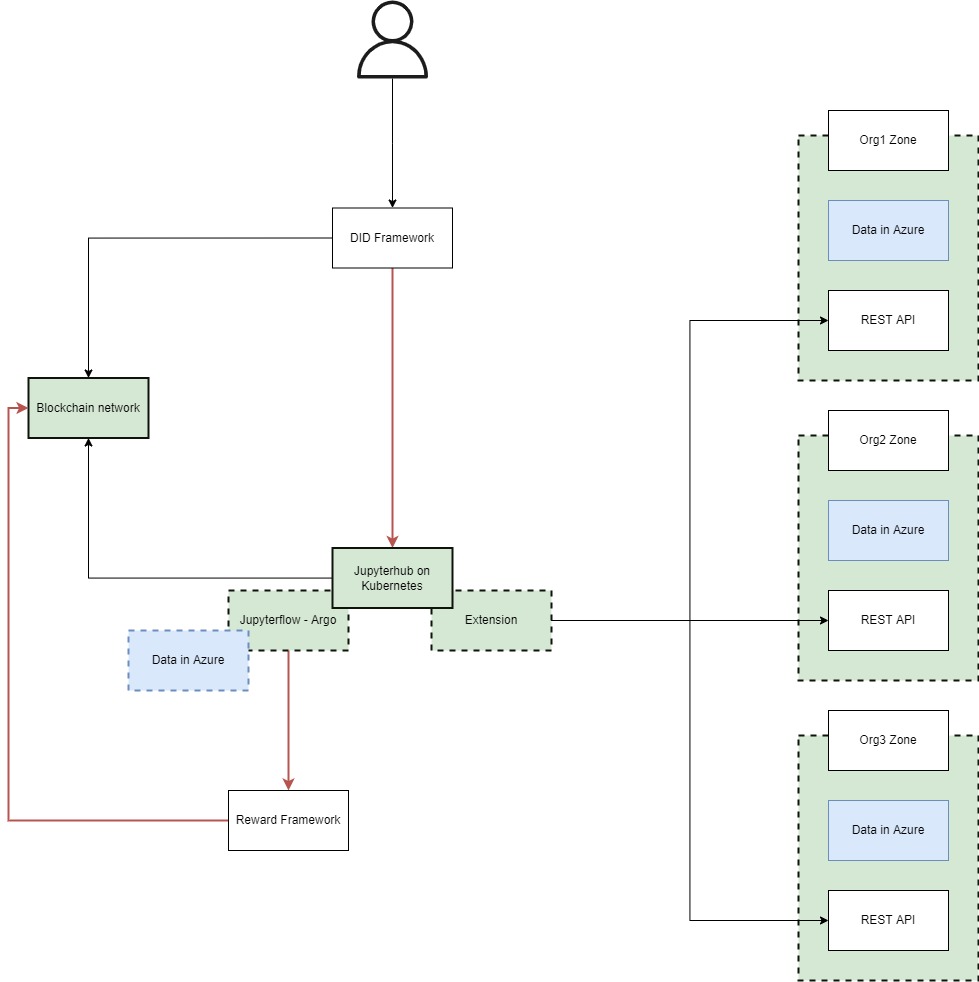 Org1 Zone
Data in Azure
DID Framework
REST API
Blockchain network
Org2 Zone
Data in Azure
Jupyterhub on
Kubernetes
Jupyterflow - Argo
Extension
REST API
Data in Azure
Org3 Zone
Reward Framework
Data in Azure
REST API